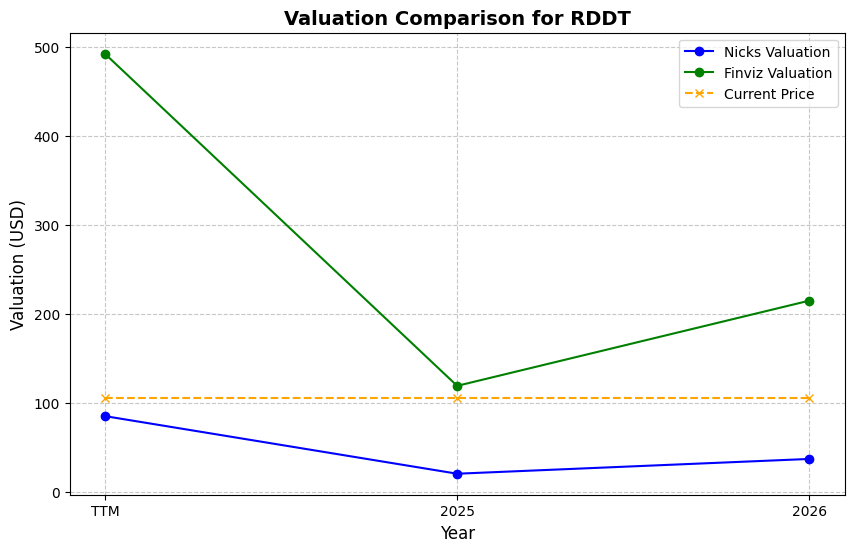 Valuation Comparison for RDDT
Nicks Valuation
Finviz Valuation
Current Price
Valuation (USD)
500
400
300
200
100
0
TTM
2025
2026
Year